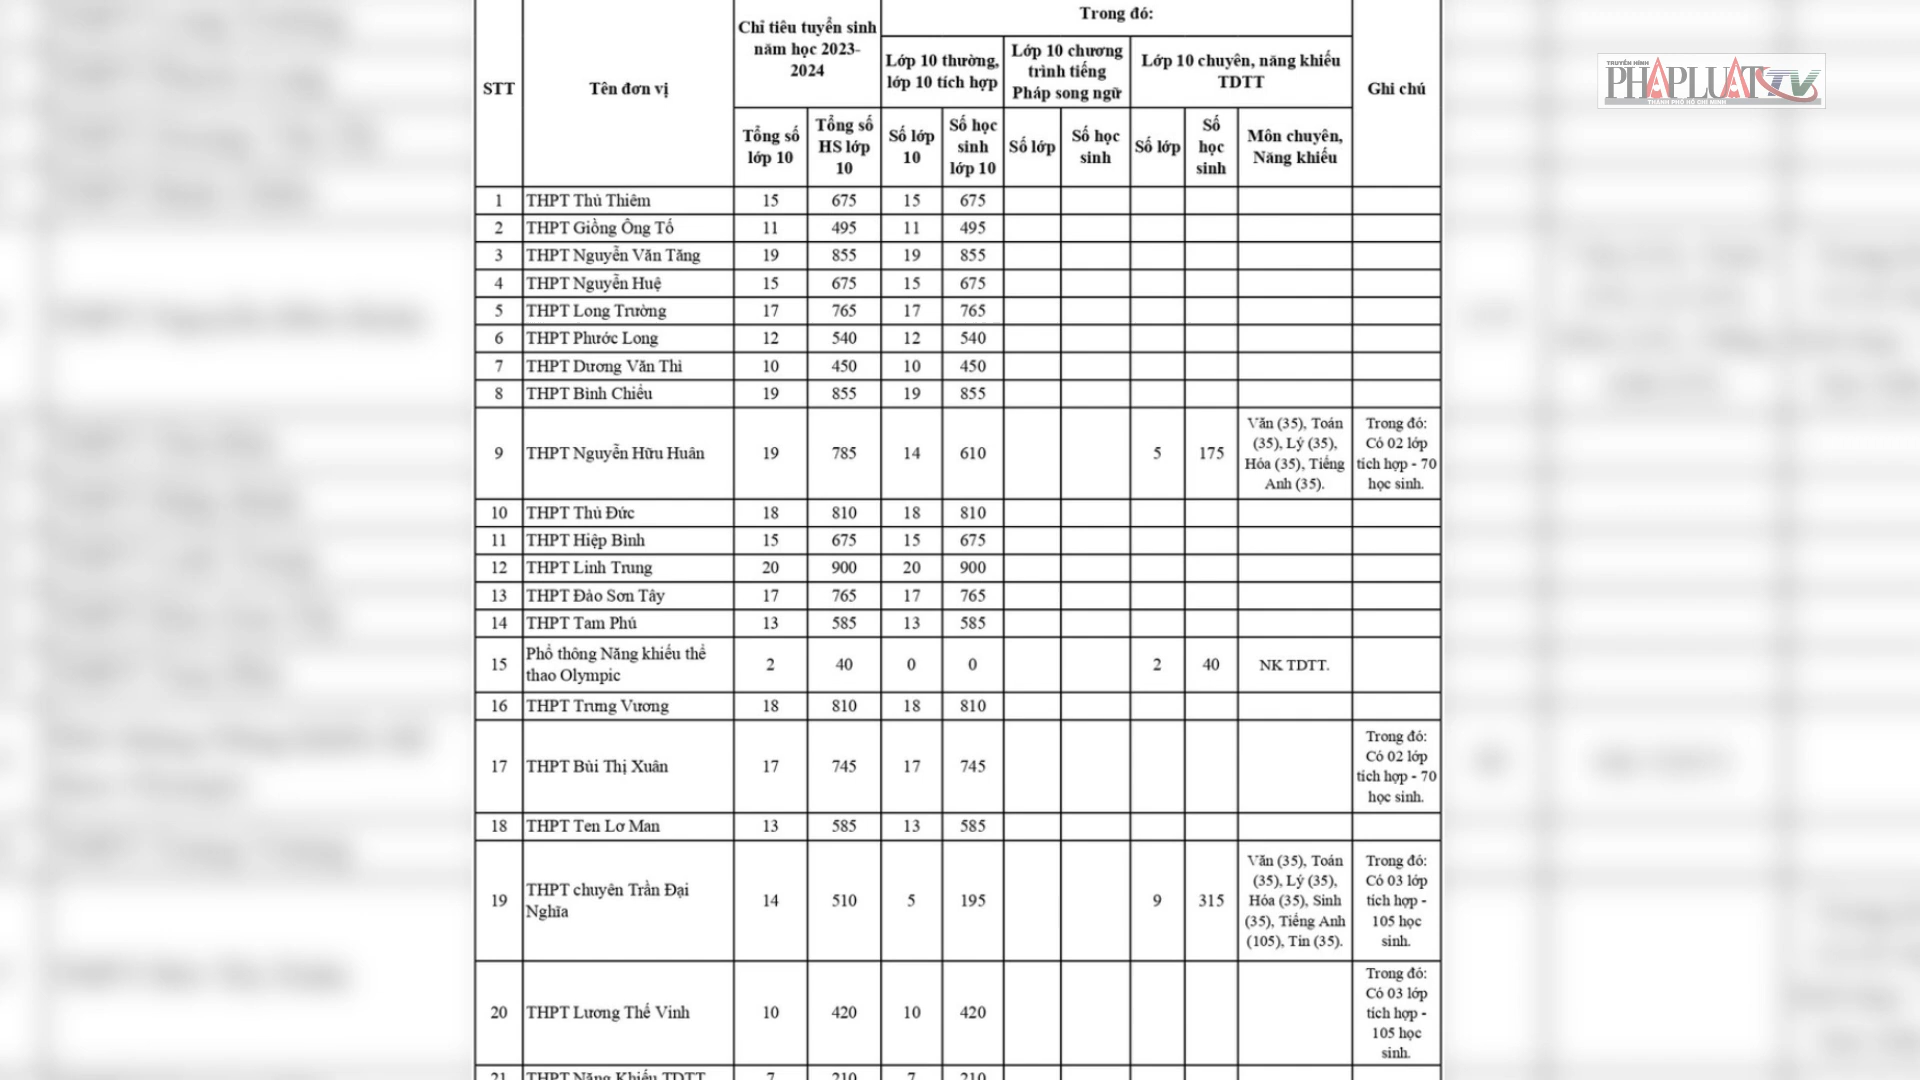 TRUYỀN HÌNH
PHÁPLUẬT TV
THÀNH PHỐ HỒ CHÍ MINH
STT
Tên đơn vị
Chỉ tiêu tuyển sinh
năm học 2023-
2024
Trong đó:
Ghi chú
Lớp 10 thường,
lớp 10 tích hợp
Lớp 10 chương
trình tiếng
Pháp song ngữ
Lớp 10 chuyên, năng khiếu
TDTT
Tổng số
lớp 10
Tổng số
HS lớp
10
Số lớp
10
Số học
sinh
lớp 10
Số lớp
Số học
sinh
Số lớp
Số
học
sinh
Môn chuyên,
Năng khiếu
1 THPT Thủ Thiêm 15 675 15 675
2 THPT Giồng Ông Tố 11 495 11 495
3 THPT Nguyễn Văn Tăng 19 855 19 855
4 THPT Nguyễn Huệ 15 675 15 675
5 THPT Long Trường 17 765 17 765
6 THPT Phước Long 12 540 12 540
7 THPT Dương Văn Thì 10 450 10 450
8 THPT Bình Chiểu 19 855 19 855
9 THPT Nguyễn Hữu Huân 19 785 14 610 5 175
Văn (35), Toán
(35), Lý (35),
Hóa (35), Tiếng
Anh (35).
Trong đó:
Có 02 lớp
tích hợp - 70
học sinh.
10 THPT Thủ Đức 18 810 18 810
11 THPT Hiệp Bình 15 675 15 675
12 THPT Linh Trung 20 900 20 900
13 THPT Đào Sơn Tây 17 765 17 765
14 THPT Tam Phú 13 585 13 585
15 Phổ thông Năng khiếu thể
thao Olympic 2 40 0 0 2 40 NK TDTT.
16 THPT Trưng Vương 18 810 18 810
17 THPT Bùi Thị Xuân 17 745 17 745
Trong đó:
Có 02 lớp
tích hợp - 70
học sinh.
18 THPT Ten Lơ Man 13 585 13 585
19 THPT chuyên Trần Đại
Nghĩa 14 510 5 195 9 315
Văn (35), Toán
(35), Lý (35),
Hóa (35), Sinh
(35), Tiếng Anh
(105), Tin (35).
Trong đó:
Có 03 lớp
tích hợp -
105 học
sinh.
20 THPT Lương Thế Vinh 10 420 10 420
Trong đó:
Có 03 lớp
tích hợp -
105 học
sinh.
21 THPT Năng Khiếu TDTT 7 210 7 210